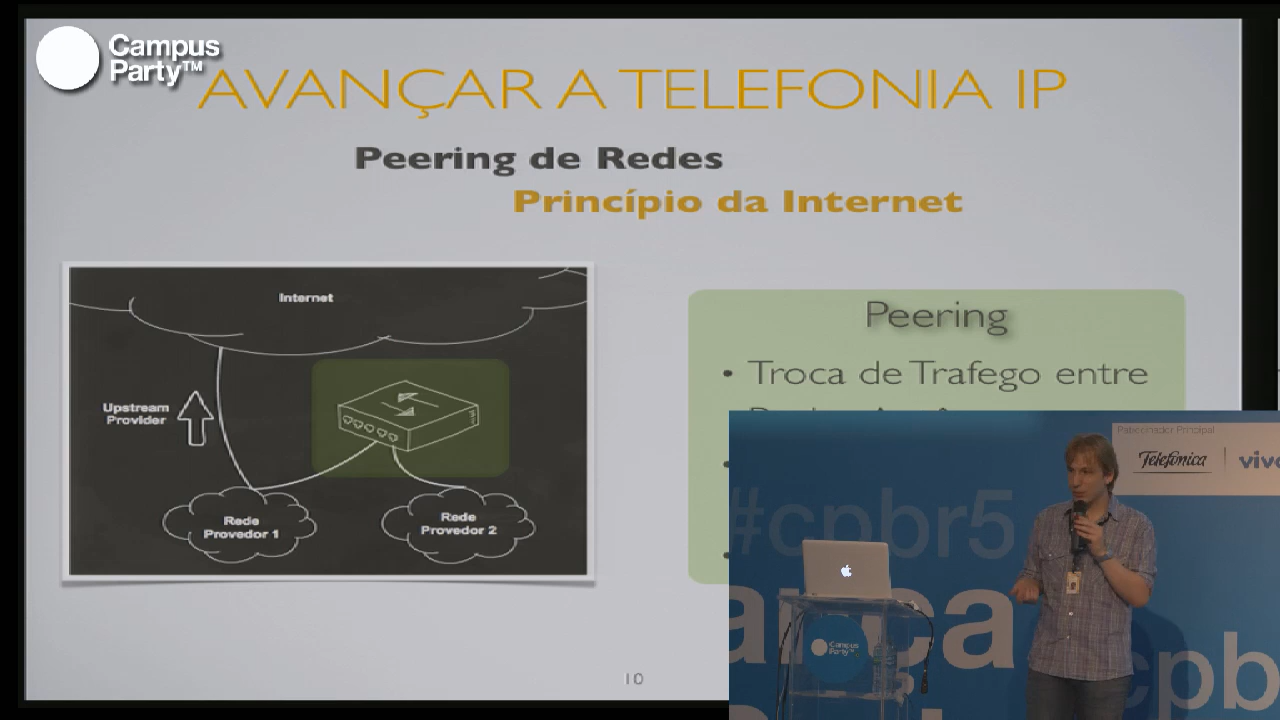 Campus
Party™
AVANÇAR A TELEFONIA IP
Peering de Redes
Princípio da Internet
Internet
Upstream
Provider
Rede
Provedor 1
Rede
Provedor 2
Peering
• Troca de Trafego entre
10
Patrocinador Principal
Telefónica
vivo
#cpbr5
Campus
Party
cpb